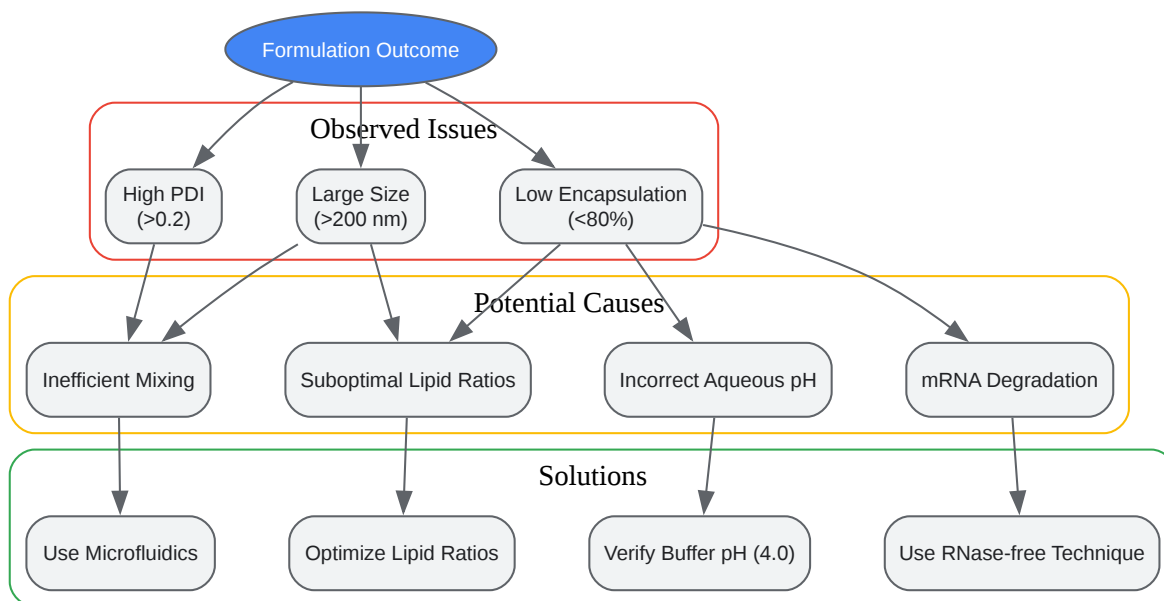 Formulation Outcome
Observed Issues
High PDI
(>0.2)
Large Size
(>200 nm)
Low Encapsulation
(<80%)
Potential Causes
Inefficient Mixing
Suboptimal Lipid Ratios
Incorrect Aqueous pH
mRNA Degradation
Solutions
Use Microfluidics
Optimize Lipid Ratios
Verify Buffer pH (4.0)
Use RNase-free Technique